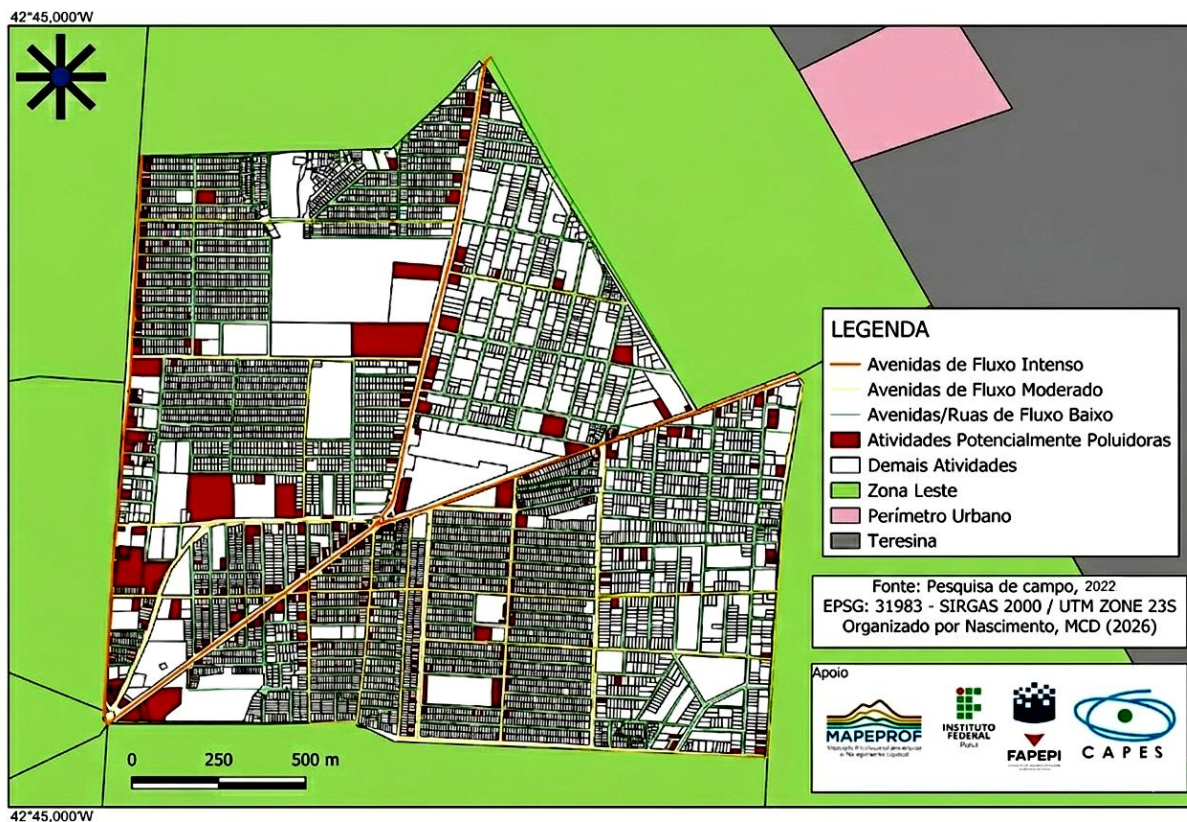 42°45,000'W
LEGENDA
Avenidas de Fluxo Intenso
Avenidas de Fluxo Moderado
Avenidas/Ruas de Fluxo Baixo
Atividades Potencialmente Poluidoras
Demais Atividades
Zona Leste
Perímetro Urbano
Teresina
Fonte: Pesquisa de campo, 2022
EPSG: 31983 - SIRGAS 2000 / UTM ZONE 23S
Organizado por Nascimento, MCD (2026)
Apoio
MAPEPROF
INSTITUTO
FEDERAL
Piauí
FAPEPI
CAPES
0 250 500 m
42°45,000'W